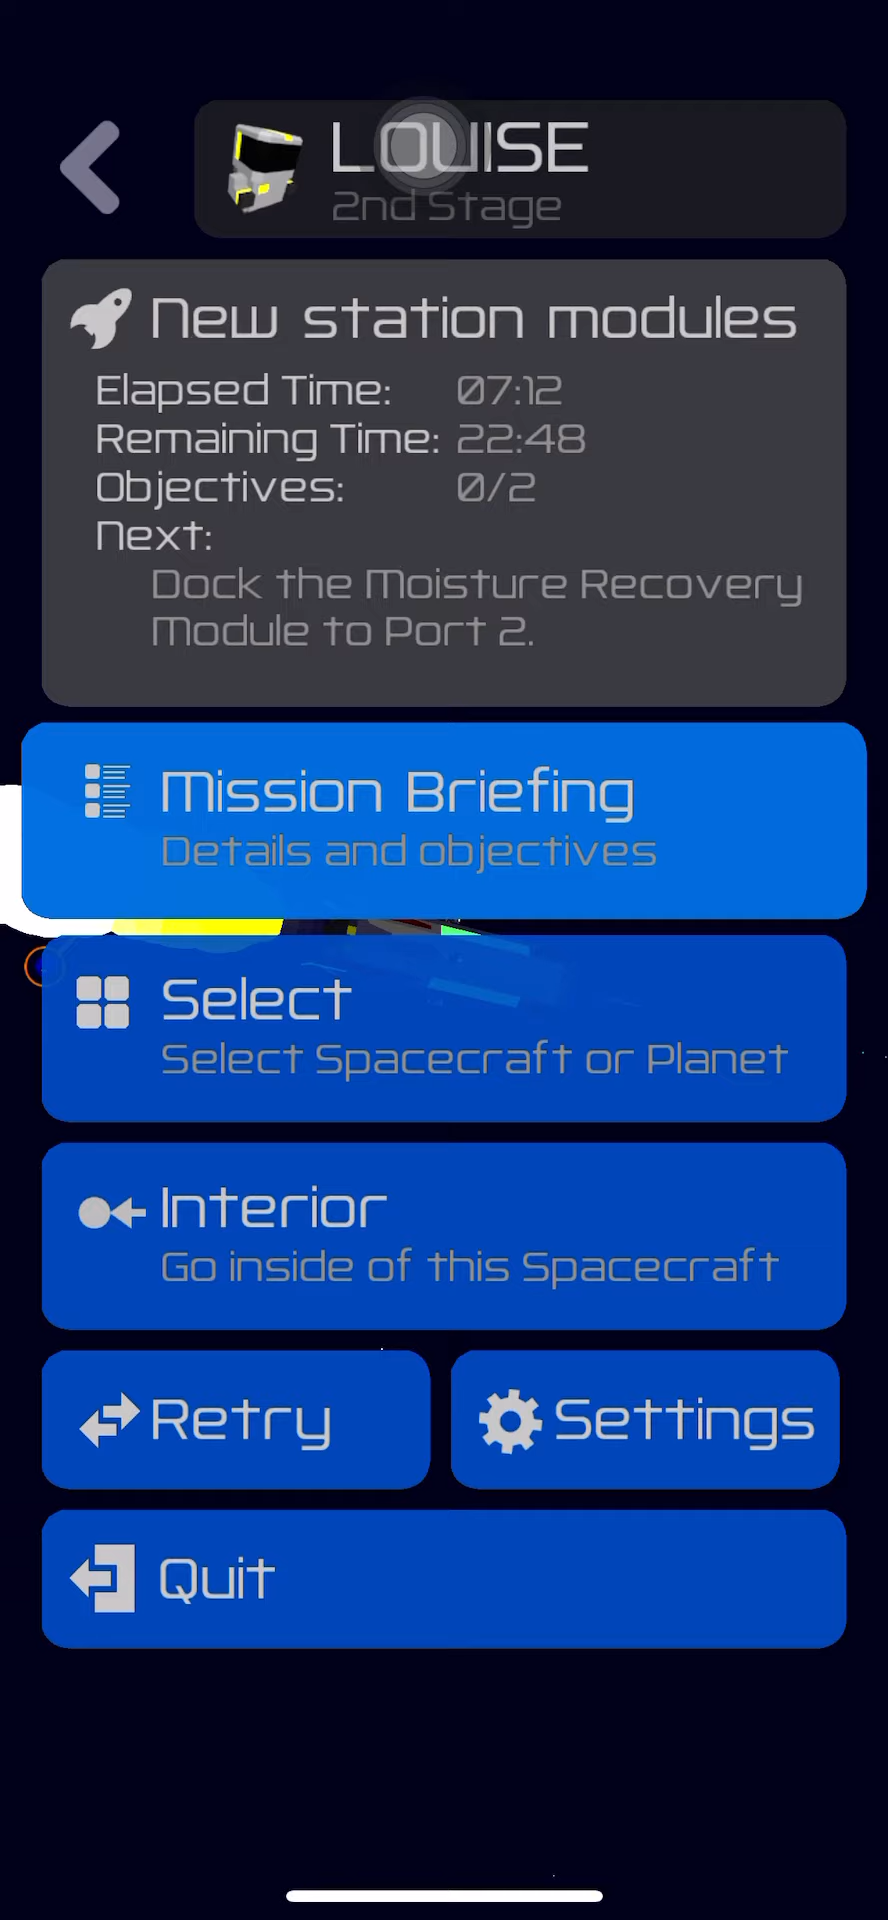 LOUISE
2nd Stage
New station modules
Elapsed Time: 07:12
Remaining Time: 22:48
Objectives: 0/2
Next:
Dock the Moisture Recovery
Module to Port 2.
Mission Briefing
Details and objectives
Select
Select Spacecraft or Planet
Interior
Go inside of this Spacecraft
Retry
Settings
Quit